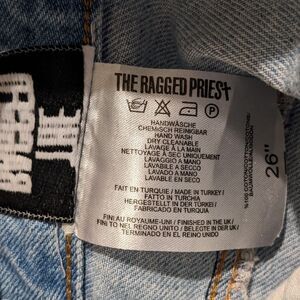 THE RAGGED PRIEST
HANDWÄSCHE
CHEMISCH REINIGBAR
HAND WASH
DRY CLEANABLE
LAVAGE À LA MAIN
NETTOYAGE À SEC UNIQUEMENT
LAVAGGIO A MANO
LAVABILE A SECCO
LAVADO A MANO
LAVADO EN SECO
FAIT EN TURQUIE / MADE IN TURKEY /
FATTO IN TURCHIA
HERGESTELLT IN DER TÜRKEI /
FABRICADO EN TURQUIA
FINI AU ROYAUME-UNI / FINISHED IN THE UK /
FINITO NEL REGNO UNITO / BELEGTE IN DER UK /
TERMINADO EN EL REINO UNIDO
26"